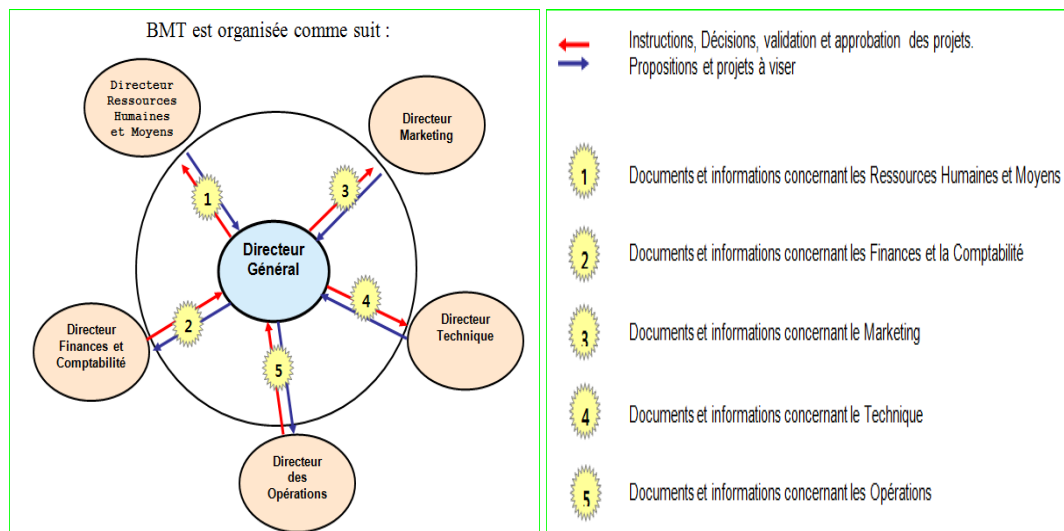 BMT est organisée comme suit :
Directeur
Ressources
Humaines
et Moyens
Directeur
Marketing
1
3
Directeur
Général
4
2
Directeur
Finances et
Comptabilité
Directeur
Technique
5
Directeur
des
Opérations
Instructions, Décisions, validation et approbation des projets.
Propositions et projets à viser
1 Documents et informations concernant les Ressources Humaines et Moyens
2 Documents et informations concernant les Finances et la Comptabilité
3 Documents et informations concernant le Marketing
4 Documents et informations concernant le Technique
5 Documents et informations concernant les Opérations